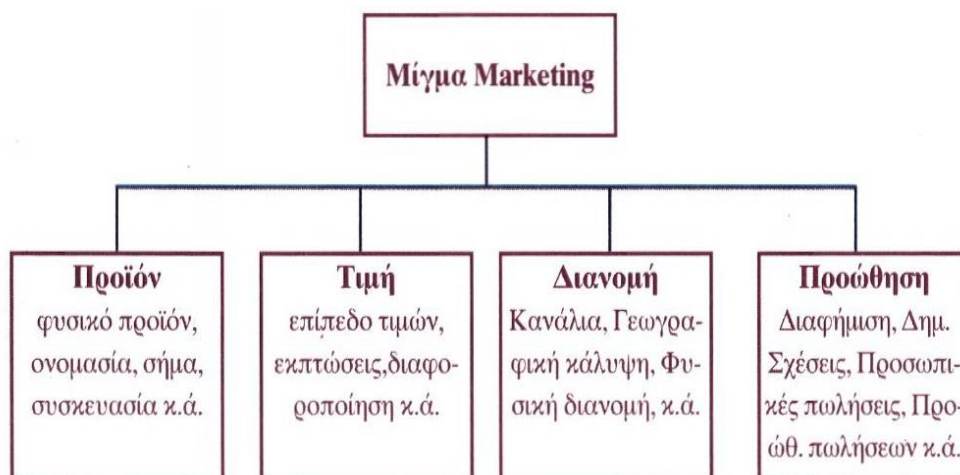 Μίγμα Marketing
Προϊόν
φυσικό προϊόν,
ονομασία, σήμα,
συσκευασία κ.ά.
Τιμή
επίπεδο τιμών,
εκπτώσεις,διαφο-
ροποίηση κ.ά.
Διανομή
Κανάλια, Γεωγρα-
φική κάλυψη, Φυ-
σική διανομή, κ.ά.
Προώθηση
Διαφήμιση, Δημ.
Σχέσεις, Προσωπι-
κές πωλήσεις, Προ-
ώθ. πωλήσεων κ.ά.